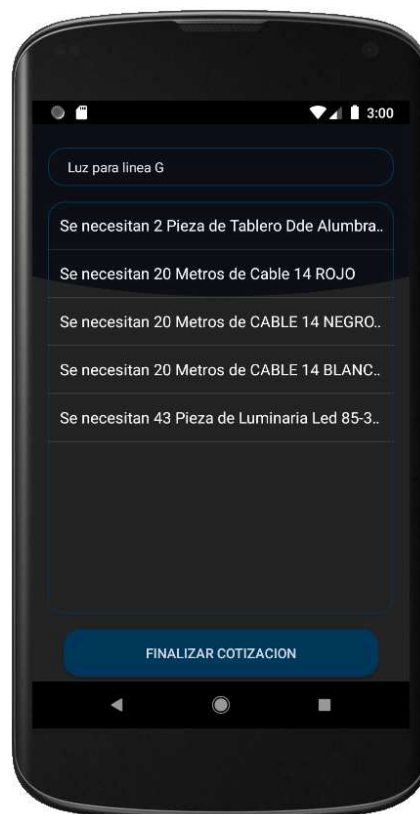 3:00
Luz para linea G
Se necesitan 2 Pieza de Tablero Dde Alumbra..
Se necesitan 20 Metros de Cable 14 ROJO
Se necesitan 20 Metros de CABLE 14 NEGRO..
Se necesitan 20 Metros de CABLE 14 BLANC..
Se necesitan 43 Pieza de Luminaria Led 85-3..
FINALIZAR COTIZACION